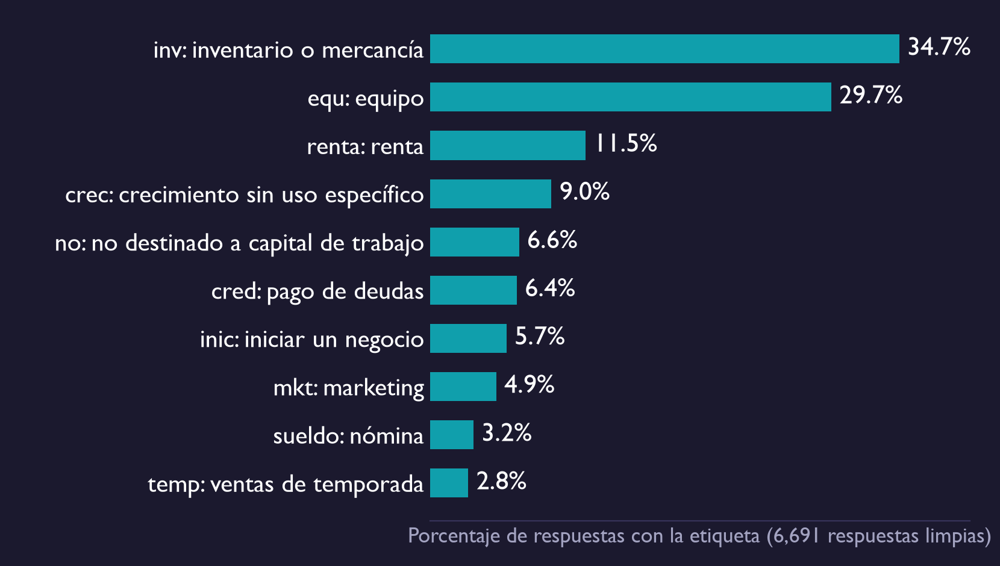 inv: inventario o mercancía 34.7%
equ: equipo 29.7%
renta: renta 11.5%
crec: crecimiento sin uso específico 9.0%
no: no destinado a capital de trabajo 6.6%
cred: pago de deudas 6.4%
inic: iniciar un negocio 5.7%
mkt: marketing 4.9%
sueldo: nómina 3.2%
temp: ventas de temporada 2.8%
Porcentaje de respuestas con la etiqueta (6,691 respuestas limpias)